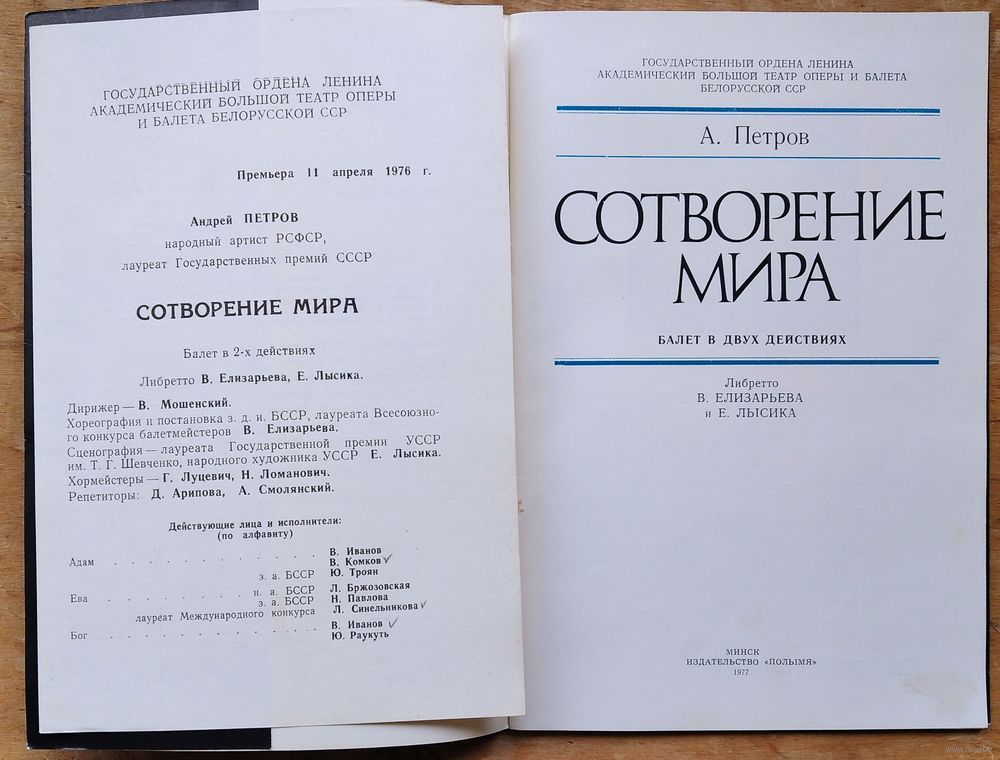 ГОСУДАРСТВЕННЫЙ ОРДЕНА ЛЕНИНА
АКАДЕМИЧЕСКИЙ БОЛЬШОЙ ТЕАТР ОПЕРЫ
И БАЛЕТА БЕЛОРУССКОЙ ССР
Премьера 11 апреля 1976 г.
Андрей ПЕТРОВ
народный артист РСФСР,
лауреат Государственных премий СССР
СОТВОРЕНИЕ МИРА
Балет в 2-х действиях
Либретто В. Елизарьева, Е. Лысика.
Дирижер — В. Мошенский.
Хореография и постановка з. д. и. БССР, лауреата Всесоюзно-
го конкурса балетмейстеров В. Елизарьева.
Сценография — лауреата Государственной премии УССР
им. Т. Г. Шевченко, народного художника УССР Е. Лысика.
Хормейстеры — Г. Луцевич, Н. Ломанович.
Репетиторы: Д. Арипова, А. Смолянский.
Действующие лица и исполнители:
(по алфавиту)
Адам . . . . . . . . . . . В. Иванов
В. Комков
з. а. БССР Ю. Троян
Ева . . . . . . . . н. а. БССР Л. Бржозовская
з. а. БССР Н. Павлова
лауреат Международного конкурса Л. Синельникова
Бог . . . . . . . . . . . . В. Иванов
Ю. Раукуть
ГОСУДАРСТВЕННЫЙ ОРДЕНА ЛЕНИНА
АКАДЕМИЧЕСКИЙ БОЛЬШОЙ ТЕАТР ОПЕРЫ И БАЛЕТА
БЕЛОРУССКОЙ ССР
А. Петров
СОТВОРЕНИЕ
МИРА
БАЛЕТ В ДВУХ ДЕЙСТВИЯХ
Либретто
В. ЕЛИЗАРЬЕВА
и Е. ЛЫСИКА
МИНСК
ИЗДАТЕЛЬСТВО «ПОЛЫМЯ»
1977